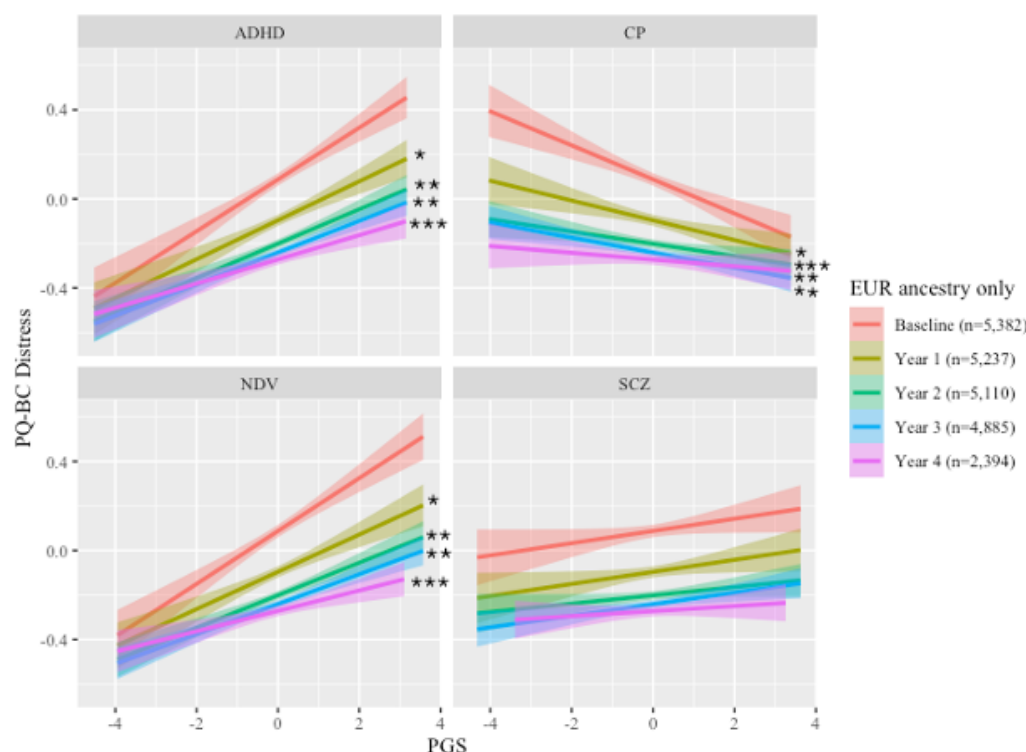 ADHD
CP
0.4
0.0
-0.4
*
**
**
***
*
***
**
**
NDV
SCZ
0.4
0.0
-0.4
*
**
**
***
-4
-2
0
2
4
-4
-2
0
2
4
PQ-BC Distress
PGS
EUR ancestry only
Baseline (n=5,382)
Year 1 (n=5,237)
Year 2 (n=5,110)
Year 3 (n=4,885)
Year 4 (n=2,394)